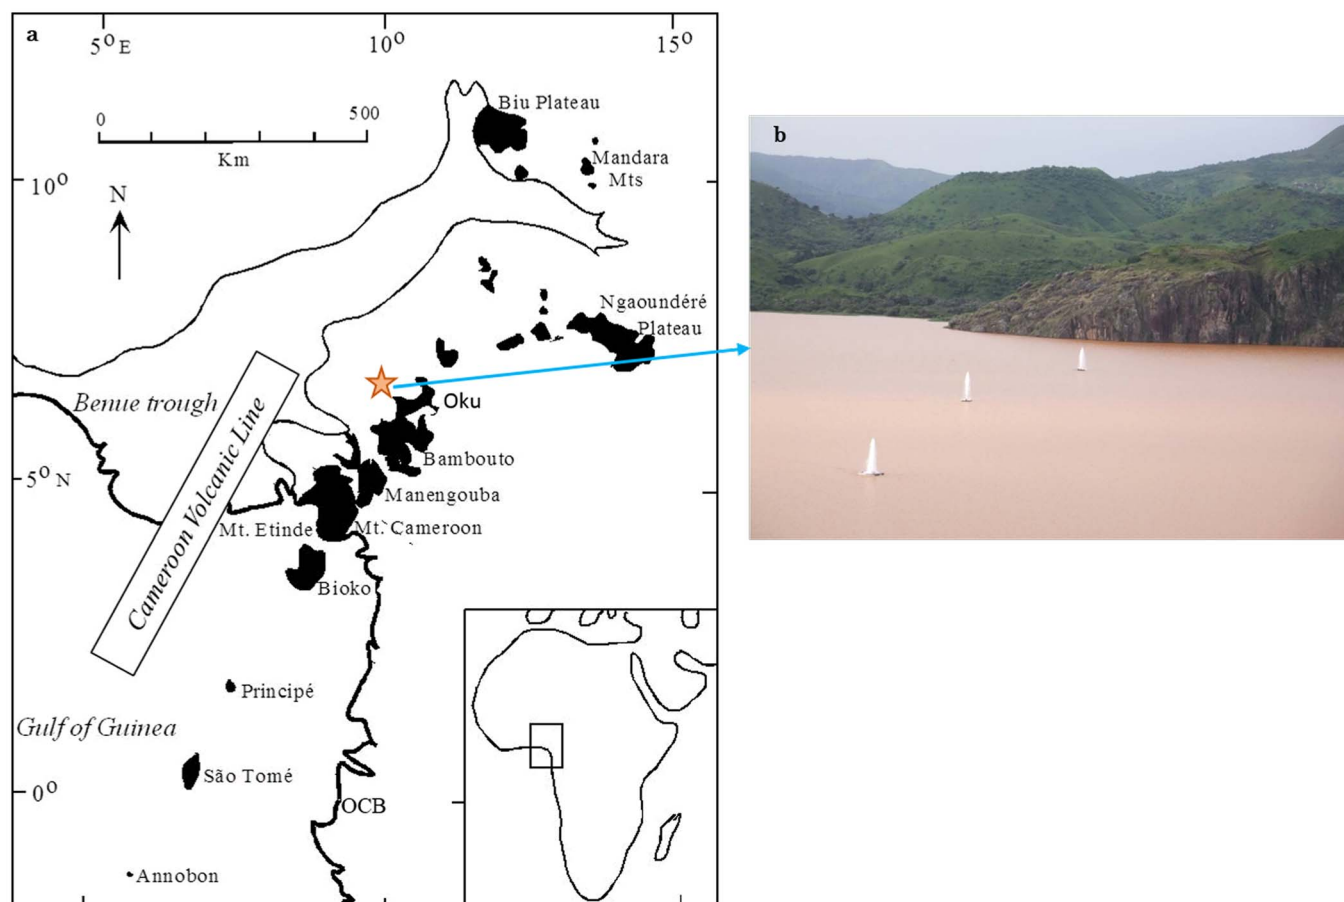 a
5° E
10°
15°
0
500
Km
Biu Plateau
Mandara
Mts
10°
N
Ngaoundéré
Plateau
Benue trough
Oku
Bambouto
5° N
Manengouba
Mt. Etinde
Mt.` Cameroon
Cameroon Volcanic Line
Bioko
Principé
Gulf of Guinea
São Tomé
0°
OCB
Annobon
b